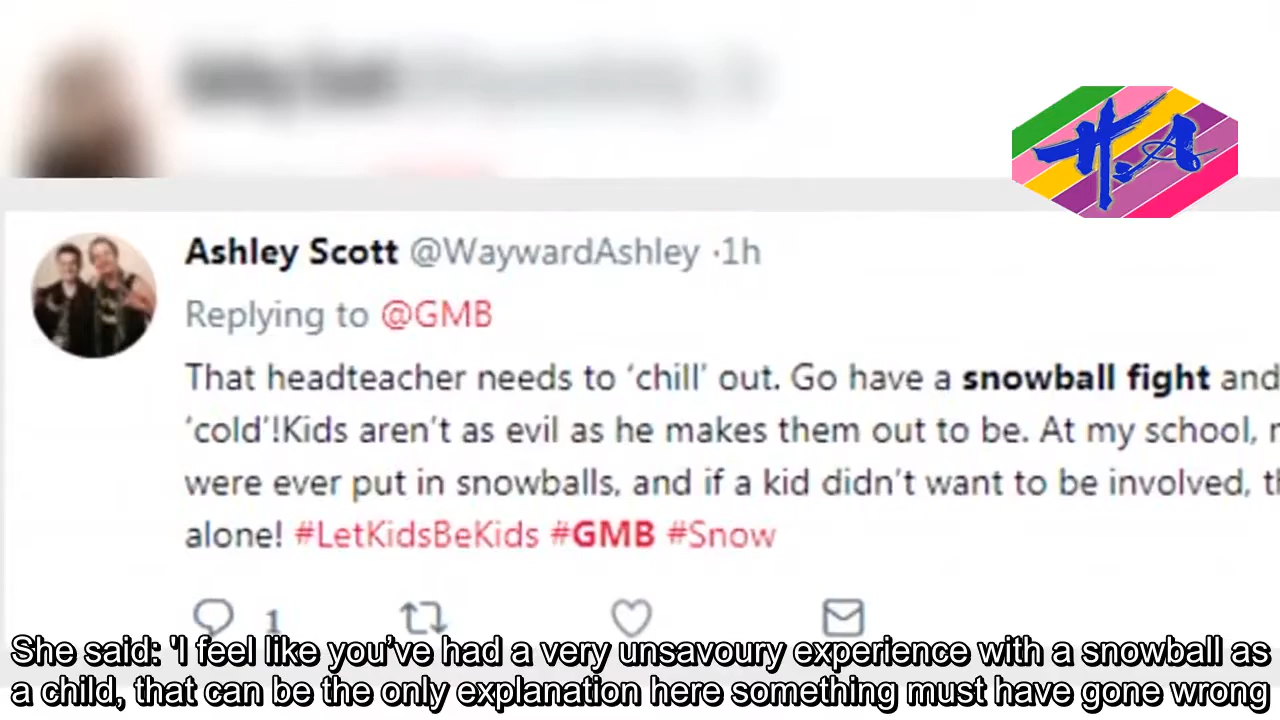 H.A
Ashley Scott @WaywardAshley ·1h
Replying to @GMB
That headteacher needs to ‘chill’ out. Go have a snowball fight and
‘cold’!Kids aren’t as evil as he makes them out to be. At my school,
were ever put in snowballs, and if a kid didn’t want to be involved,
alone! #LetKidsBeKids #GMB #Snow
1
She said: 'I feel like you’ve had a very unsavoury experience with a snowball as
a child, that can be the only explanation here something must have gone wrong